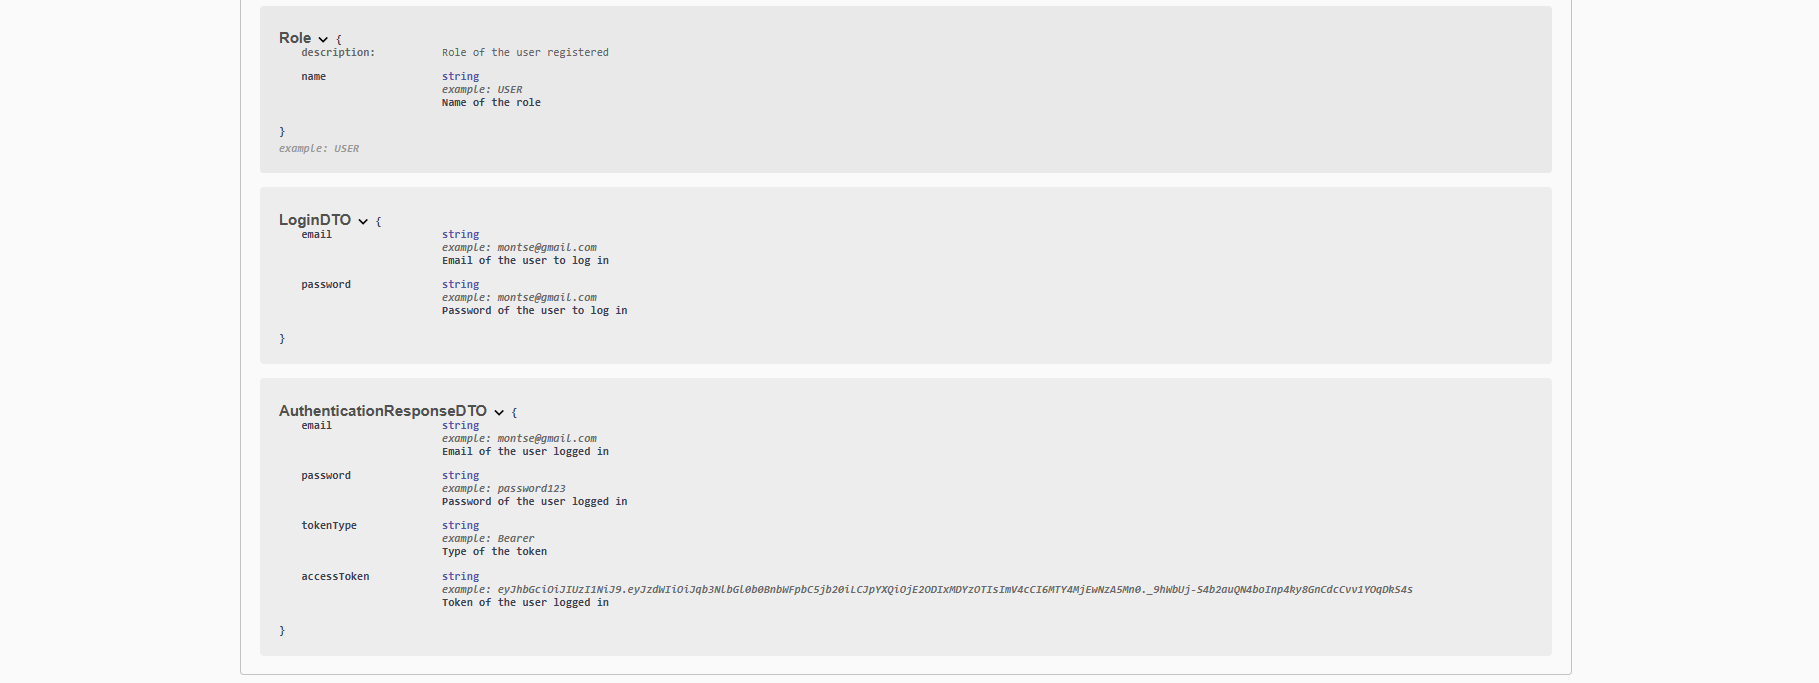 Role {
description: Role of the user registered
name string
example: USER
Name of the role
}
example: USER
LoginDTO {
email string
example: montse@gmail.com
Email of the user to log in
password string
example: montse@gmail.com
Password of the user to log in
}
AuthenticationResponseDTO {
email string
example: montse@gmail.com
Email of the user logged in
password string
example: password123
Password of the user logged in
tokenType string
example: Bearer
Type of the token
accessToken string
example: eyJhbGciOiJIUzI1NiJ9.eyJzdWIiOiJqb3NlbGl0b0BnbWFpbC5jb20iLCJpYXQiOjE2ODIxMDYzOTIsImV4cCI6MTY4MjEwNzA5Mn0._9hWbUj-S4b2auQN4boInp4ky8GnCdcCvv1YOqDkS4s
Token of the user logged in
}